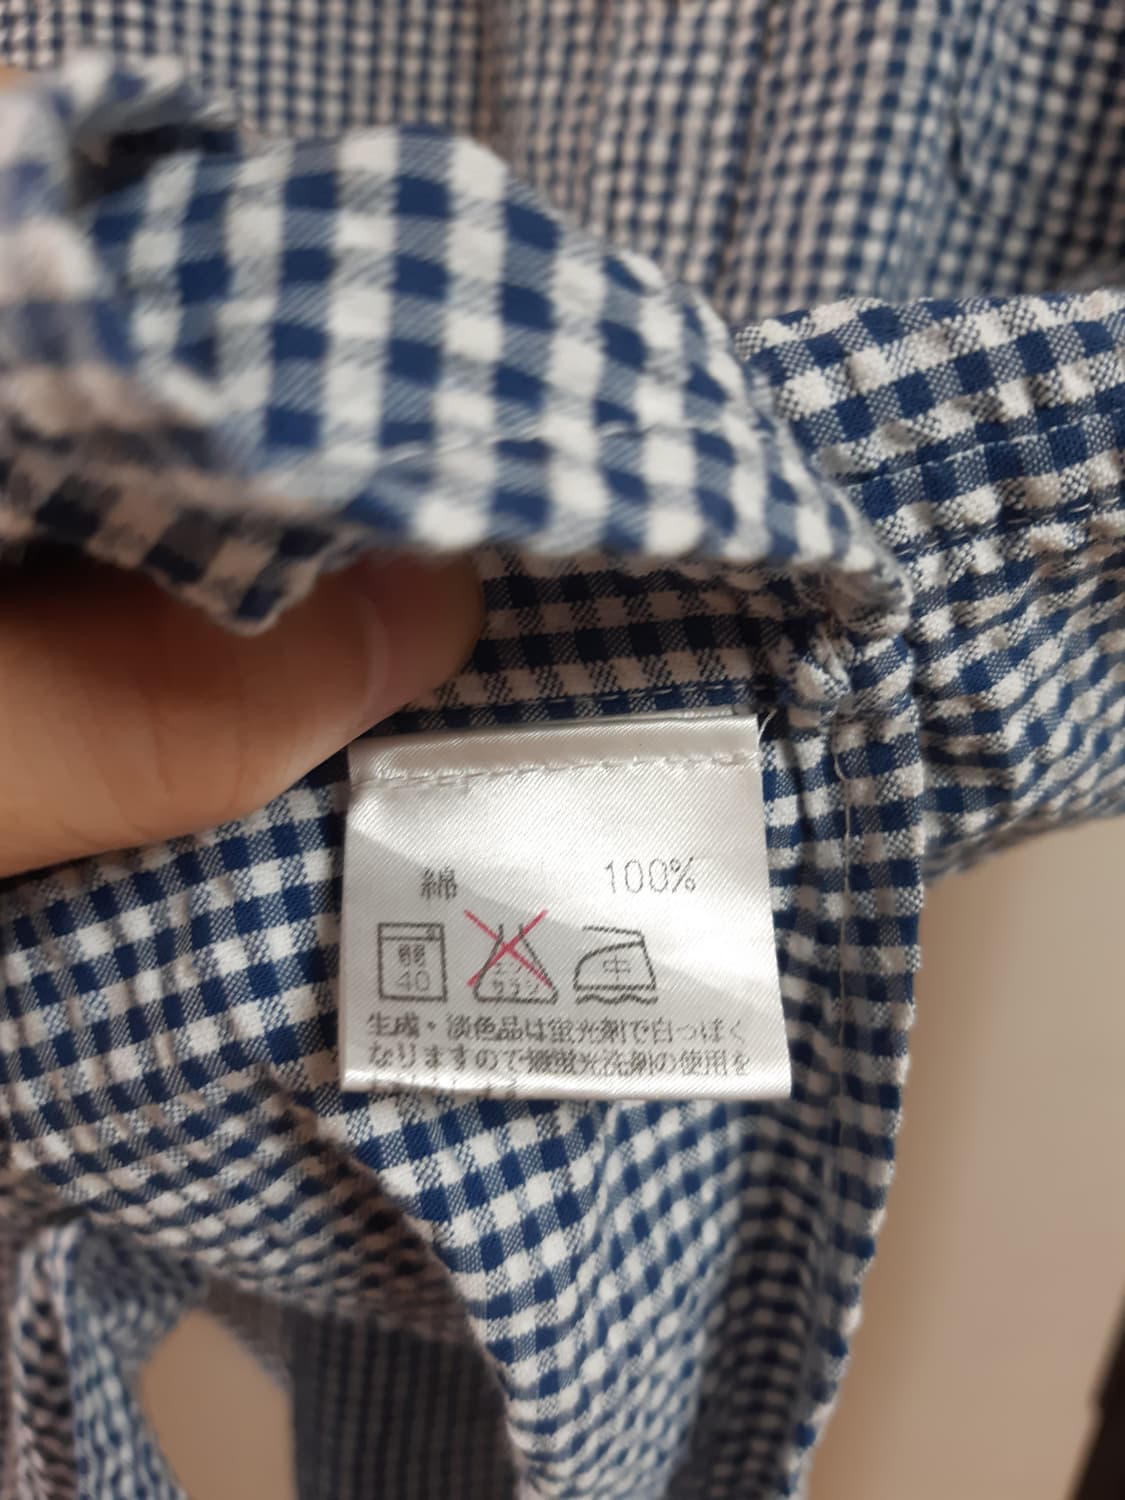 綿 100%
弱
40
エンソ
サラシ
中
生成・淡色品は蛍光剤で白っぽく
なりますので無蛍光洗剤の使用を